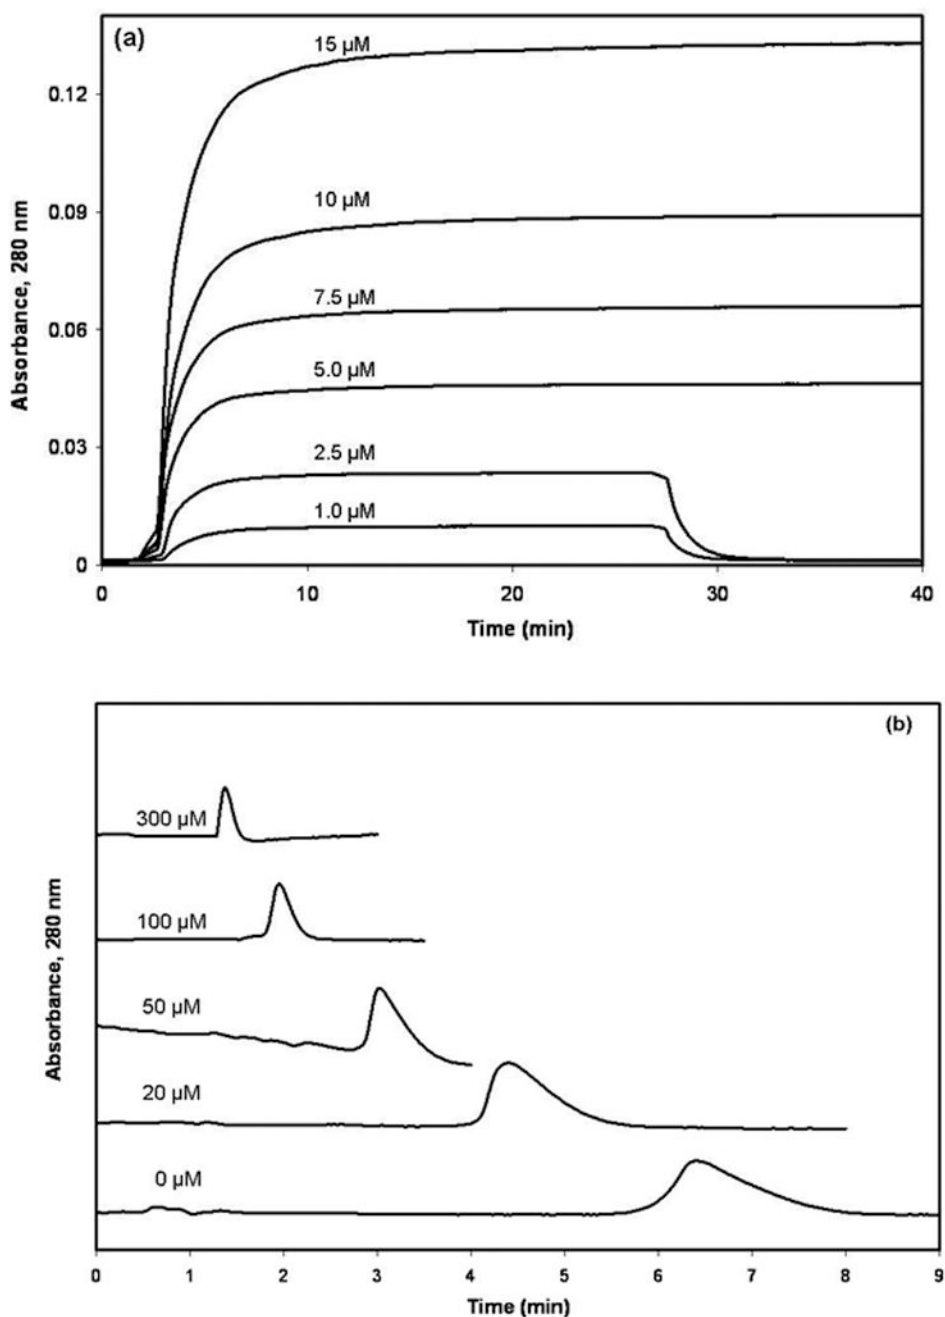 (a)
15 µM
0.12
10 µM
0.09
7.5 µM
0.06
5.0 µM
0.03
2.5 µM
1.0 µM
0
0 10 20 30 40
Absorbance, 280 nm
Time (min)
(b)
300 µM
100 µM
50 µM
20 µM
0 µM
Absorbance, 280 nm
0 1 2 3 4 5 6 7 8 9
Time (min)